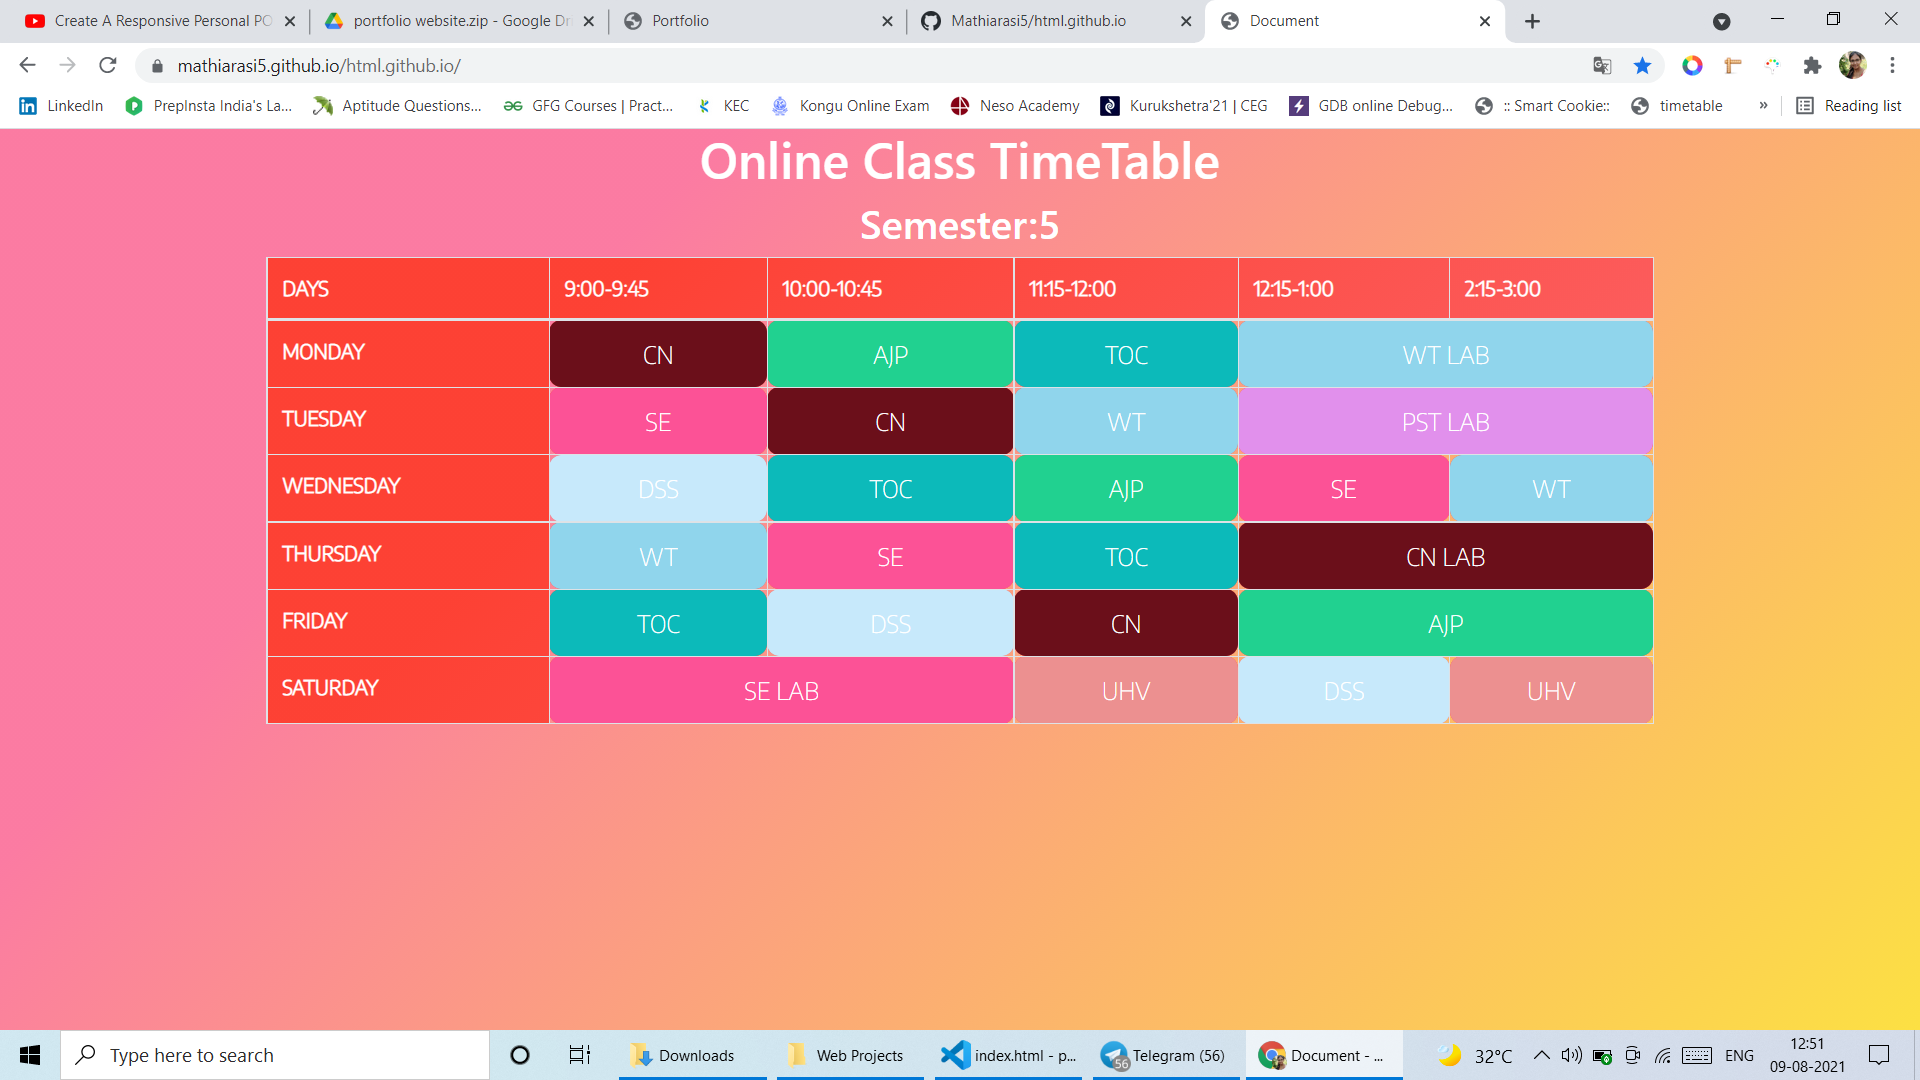 Create A Responsive Personal PO
portfolio website.zip - Google Dr
Portfolio
Mathiarasi5/html.github.io
Document
mathiarasi5.github.io/html.github.io/
LinkedIn
PrepInsta India's La...
Aptitude Questions...
GFG Courses | Pract...
KEC
Kongu Online Exam
Neso Academy
Kurukshetra'21 | CEG
GDB online Debug...
:: Smart Cookie::
timetable
»
Reading list
Online Class TimeTable
Semester:5
DAYS 9:00-9:45 10:00-10:45 11:15-12:00 12:15-1:00 2:15-3:00
MONDAY CN AJP TOC WT LAB
TUESDAY SE CN WT PST LAB
WEDNESDAY DSS TOC AJP SE WT
THURSDAY WT SE TOC CN LAB
FRIDAY TOC DSS CN AJP
SATURDAY SE LAB UHV DSS UHV
Type here to search
Downloads
Web Projects
index.html - p...
Telegram (56)
56
Document - ...
32°C
ENG
12:51
09-08-2021